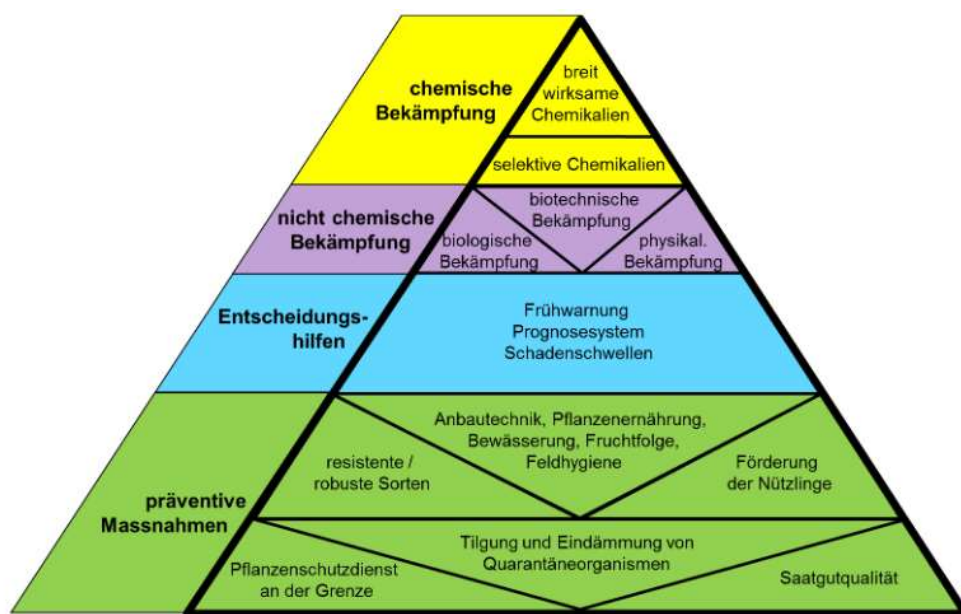 chemische
Bekämpfung
breit
wirksame
Chemikalien
selektive Chemikalien
nicht chemische
Bekämpfung
biotechnische
Bekämpfung
biologische
Bekämpfung
physikal.
Bekämpfung
Entscheidungs-
hilfen
Frühwarnung
Prognosesystem
Schadenschwellen
präventive
Massnahmen
Anbautechnik, Pflanzenernährung,
Bewässerung, Fruchtfolge,
Feldhygiene
resistente /
robuste Sorten
Förderung
der Nützlinge
Tilgung und Eindämmung von
Quarantäneorganismen
Pflanzenschutzdienst
an der Grenze
Saatgutqualität